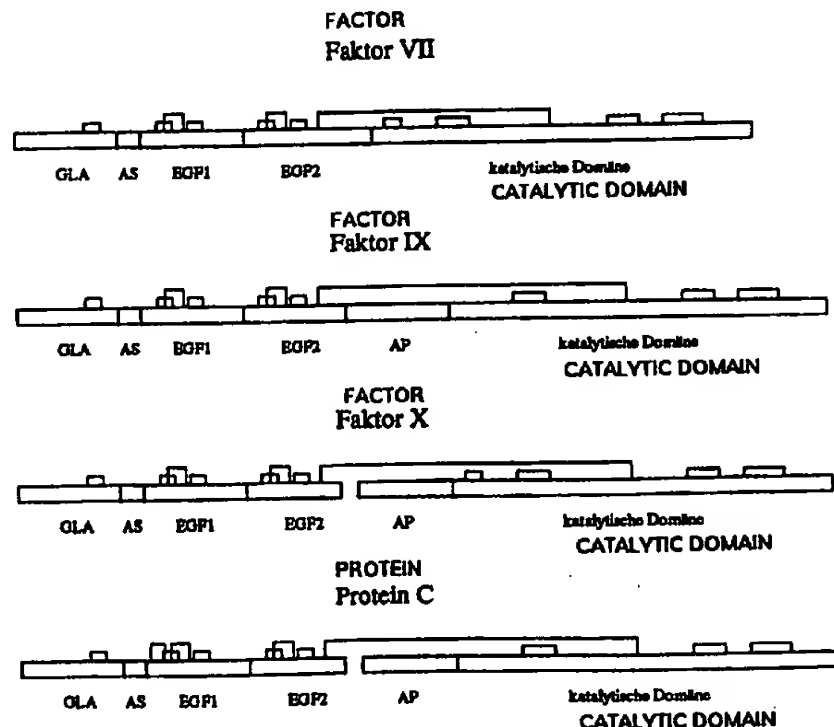 FACTOR
Faktor VII
GLA AS EGF1 EGF2 katalytische Domäne
CATALYTIC DOMAIN
FACTOR
Faktor IX
GLA AS EGF1 EGF2 AP katalytische Domäne
CATALYTIC DOMAIN
FACTOR
Faktor X
GLA AS EGF1 EGF2 AP katalytische Domäne
CATALYTIC DOMAIN
PROTEIN
Protein C
GLA AS EGF1 EGF2 AP katalytische Domäne
CATALYTIC DOMAIN